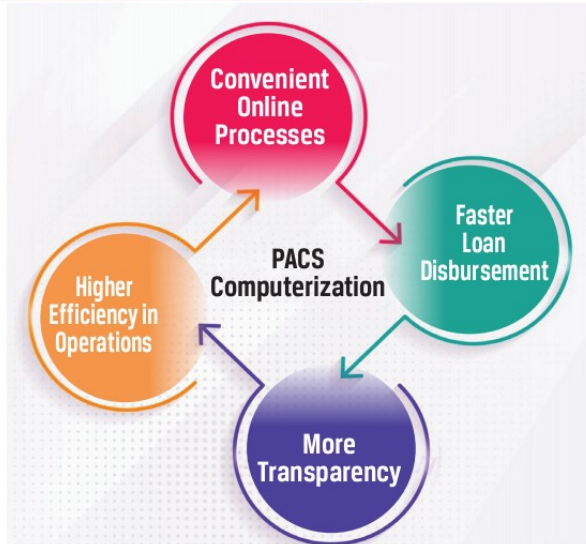 Convenient
Online
Processes
Faster
Loan
Disbursement
PACS
Computerization
Higher
Efficiency in
Operations
More
Transparency